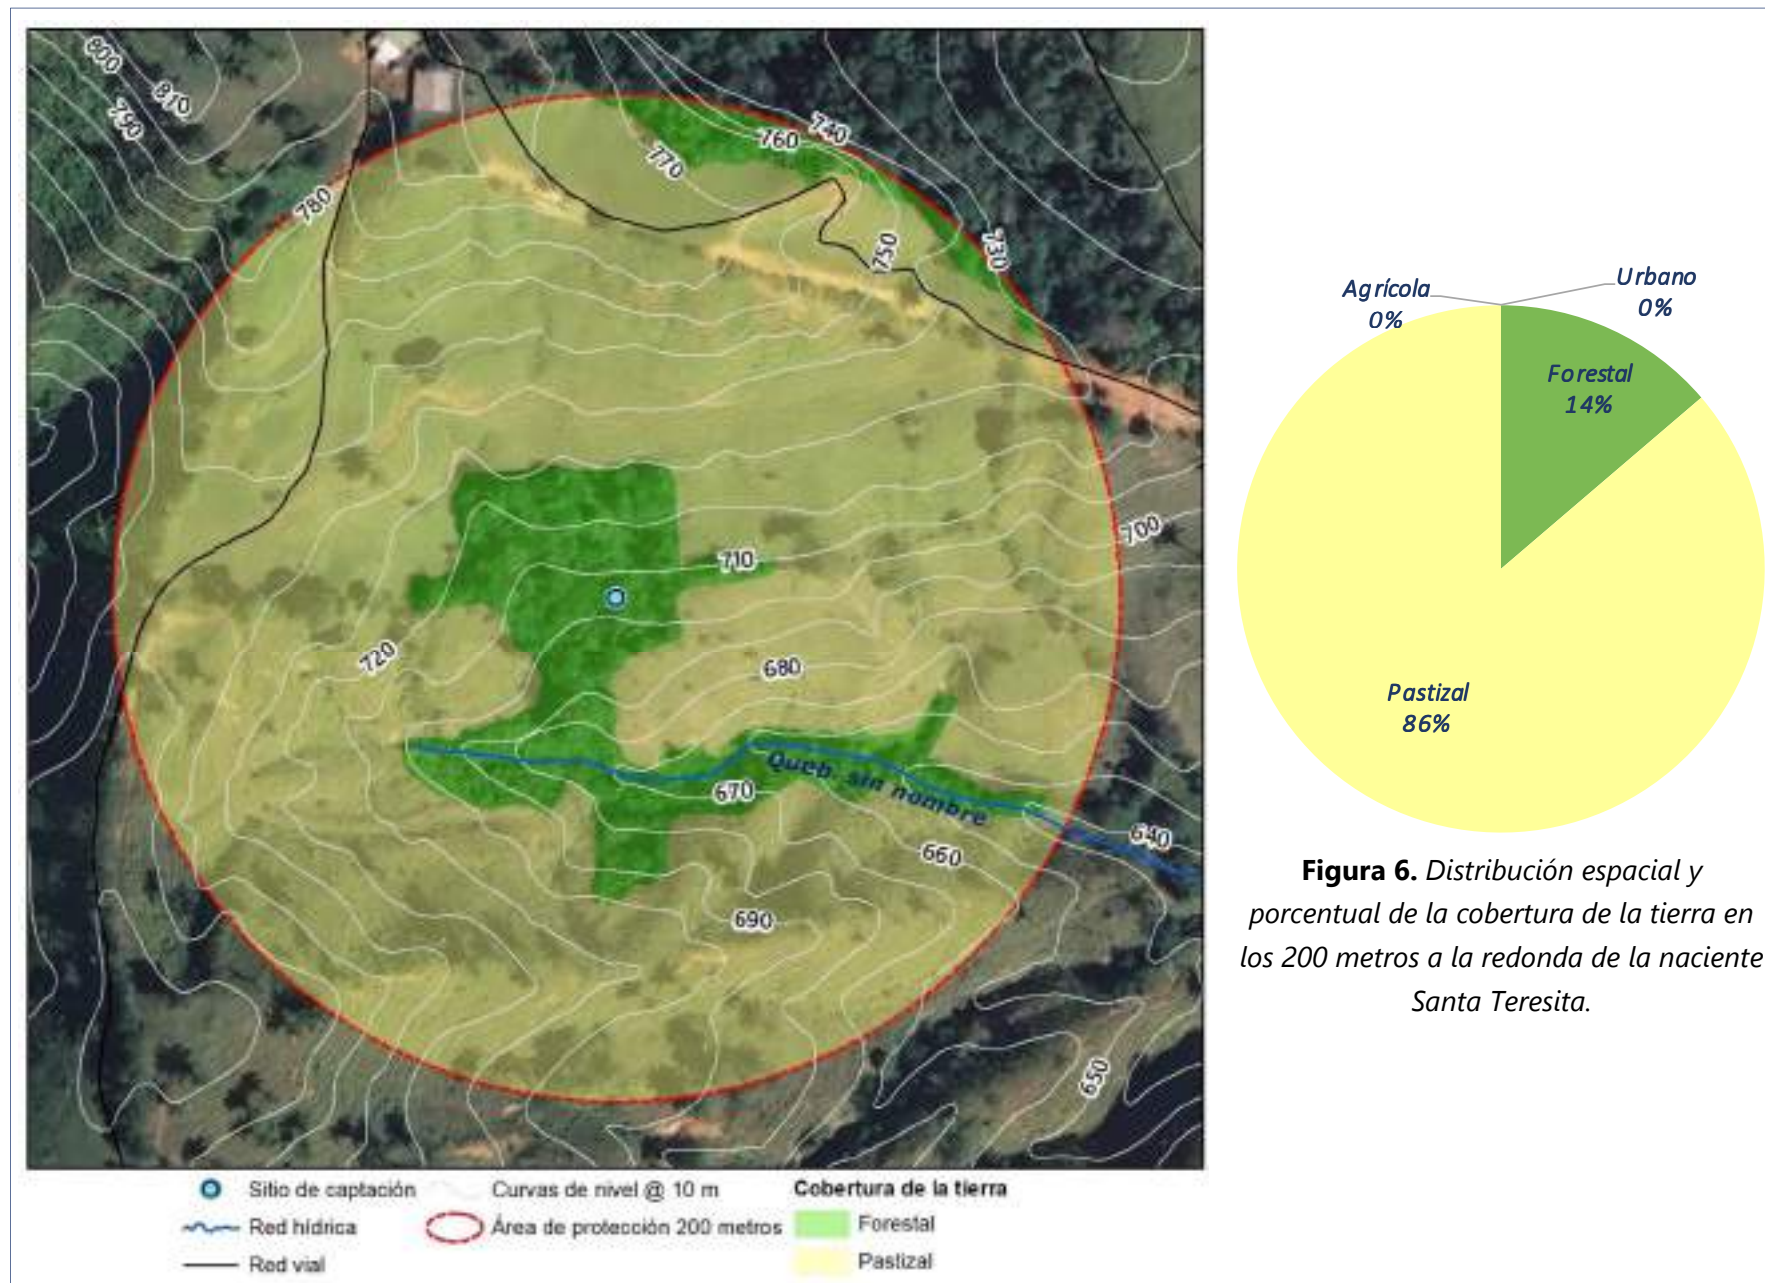 800
810
790
780
770
760
740
730
750
700
710
720
680
Queb. sin nombre
670
660
640
690
650
Sitio de captación
Red hídrica
Red vial
Curvas de nivel @ 10 m
Área de protección 200 metros
Cobertura de la tierra
Forestal
Pastizal
Agrícola
0%
Urbano
0%
Forestal
14%
Pastizal
86%
Figura 6. Distribución espacial y
porcentual de la cobertura de la tierra en
los 200 metros a la redonda de la naciente
Santa Teresita.